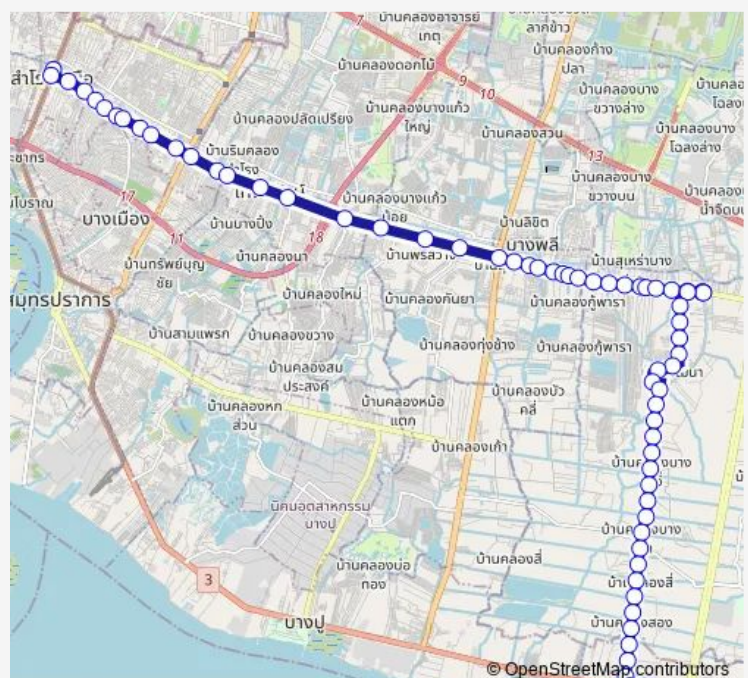 บ้านคลองอาจารย์
เกตุ
ลาดข้าว
7
บ้านคลองดอกไม้
บ้านคลองก้าง
ปลา
สำโรงเหนือ
9
10
บ้านคลองบาง
ขวางล่าง
บ้านคลองบาง
โฉลงล่าง
บ้านคลองปลัดเปรียง
บ้านคลองบางแก้ว
ใหญ่
บ้านคลองสวน
13
บ้านริมคลอง
สำโรง
บ้านคลองบาง
ขวางบน
17
บ้านคลองบางแก้ว
น้อย
บางเมือง
บ้านบางปิ้ง
18
บ้านลิขิต
บางพลี
11
บ้านทรัพย์บุญ
ชัย
บ้านคลองนา
บ้านสุเหร่าบาง
สมุทรปราการ
บ้านใหม่
บ้านคลองกันยา
บ้านคลองกู้พารา
บ้านสามแพรก
บ้านคลองขวาง
บ้านคลองทุ่งช้าง
บ้านคลองกู้พารา
บ้านคลองสม
ประสงค์
บ้านคลองหก
ส่วน
บ้านคลองหม้อ
แตก
บ้านคลองบัว
คลี่
บ้านคลองเก้า
นิคมอุตสาหกรรม
บางปู
3
บ้านคลองบ่อ
ทอง
บ้านคลองสี่
บางปู
© OpenStreetMap contributors